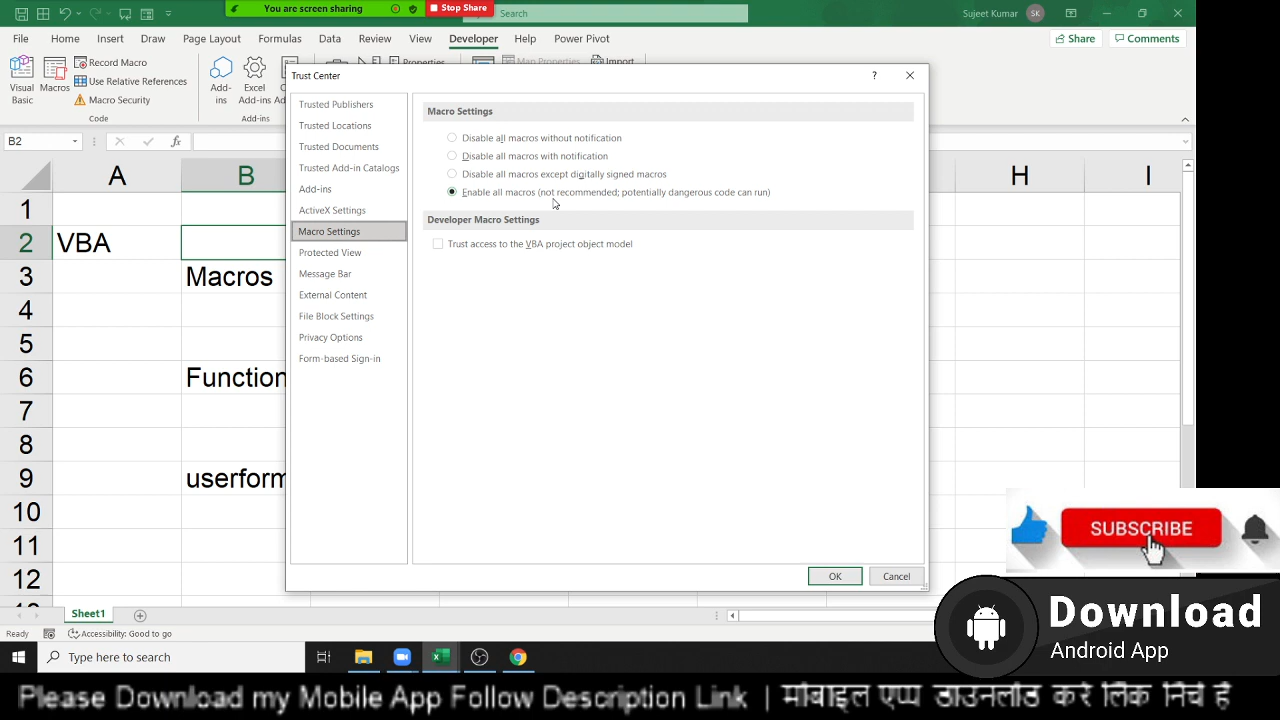 You are screen sharing
Stop Share
Search
Sujeet Kumar
SK
File Home Insert Draw Page Layout Formulas Data Review View Developer Help Power Pivot
Share
Comments
Visual Basic
Macros
Record Macro
Use Relative References
Macro Security
Code
Add-ins
Excel Add-ins
Add-ins
Properties
Map Properties
Import
B2
fx
Trust Center
?
Trusted Publishers
Trusted Locations
Trusted Documents
Trusted Add-in Catalogs
Add-ins
ActiveX Settings
Macro Settings
Protected View
Message Bar
External Content
File Block Settings
Privacy Options
Form-based Sign-in
Macro Settings
Disable all macros without notification
Disable all macros with notification
Disable all macros except digitally signed macros
Enable all macros (not recommended; potentially dangerous code can run)
Developer Macro Settings
Trust access to the VBA project object model
OK
Cancel
A B H I
1
2 VBA
3 Macros
4
5
6 Function
7
8
9 userform
10
11
12
SUBSCRIBE
Download
Android App
Sheet1
Ready
Accessibility: Good to go
Type here to search
Please Download my Mobile App Follow Description Link | मोबाइल एप्प डाउनलोड करे लिंक निचे हे